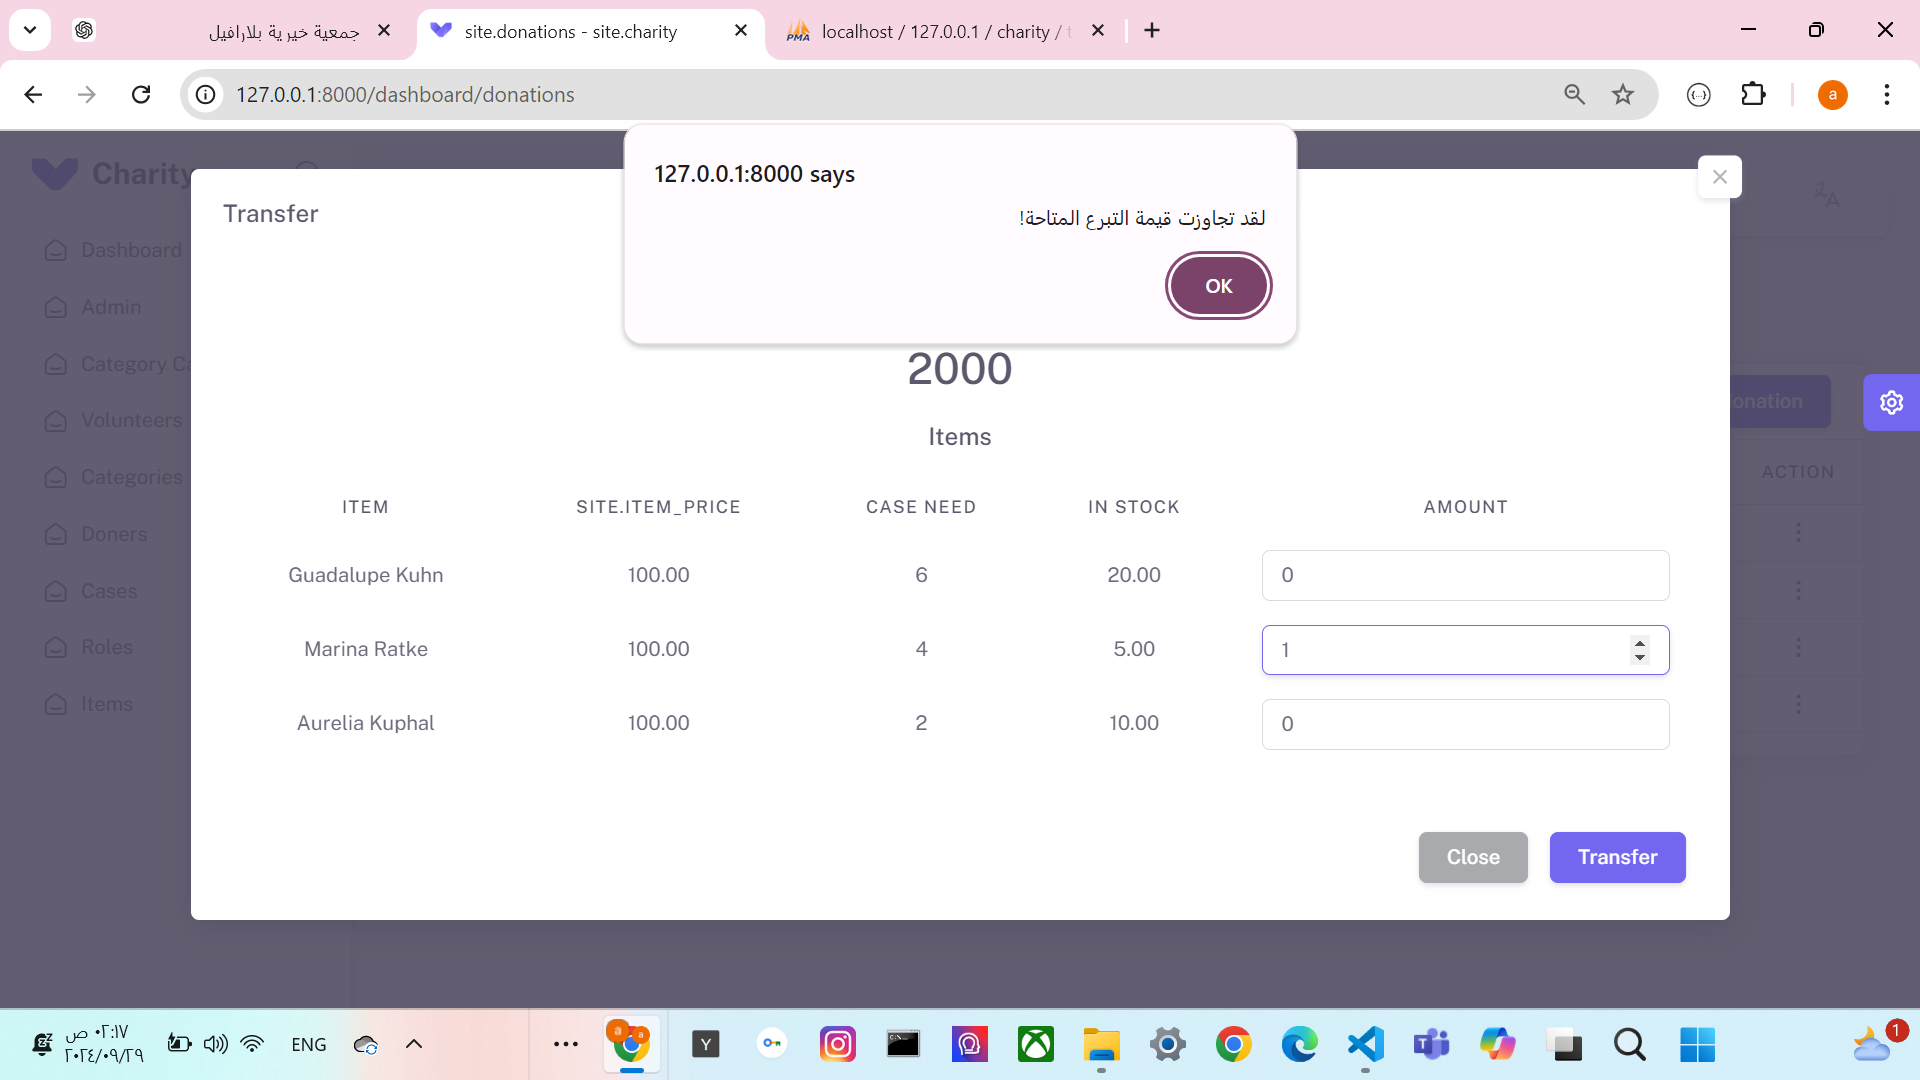 جمعية خيرية بلارافيل
site.donations - site.charity
localhost / 127.0.0.1 / charity / t
127.0.0.1:8000/dashboard/donations
a
127.0.0.1:8000 says
لقد تجاوزت قيمة التبرع المتاحة!
OK
Charity
Dashboard
Admin
Category Ca
Volunteers
Categories
Doners
Cases
Roles
Items
Transfer
2000
Items
ITEM SITE.ITEM_PRICE CASE NEED IN STOCK AMOUNT
Guadalupe Kuhn 100.00 6 20.00 0
Marina Ratke 100.00 4 5.00 1
Aurelia Kuphal 100.00 2 10.00 0
Close Transfer
onation
ACTION
٠٢:١٧ ص
٢٠٢٤/٠٩/٢٩
ENG
1